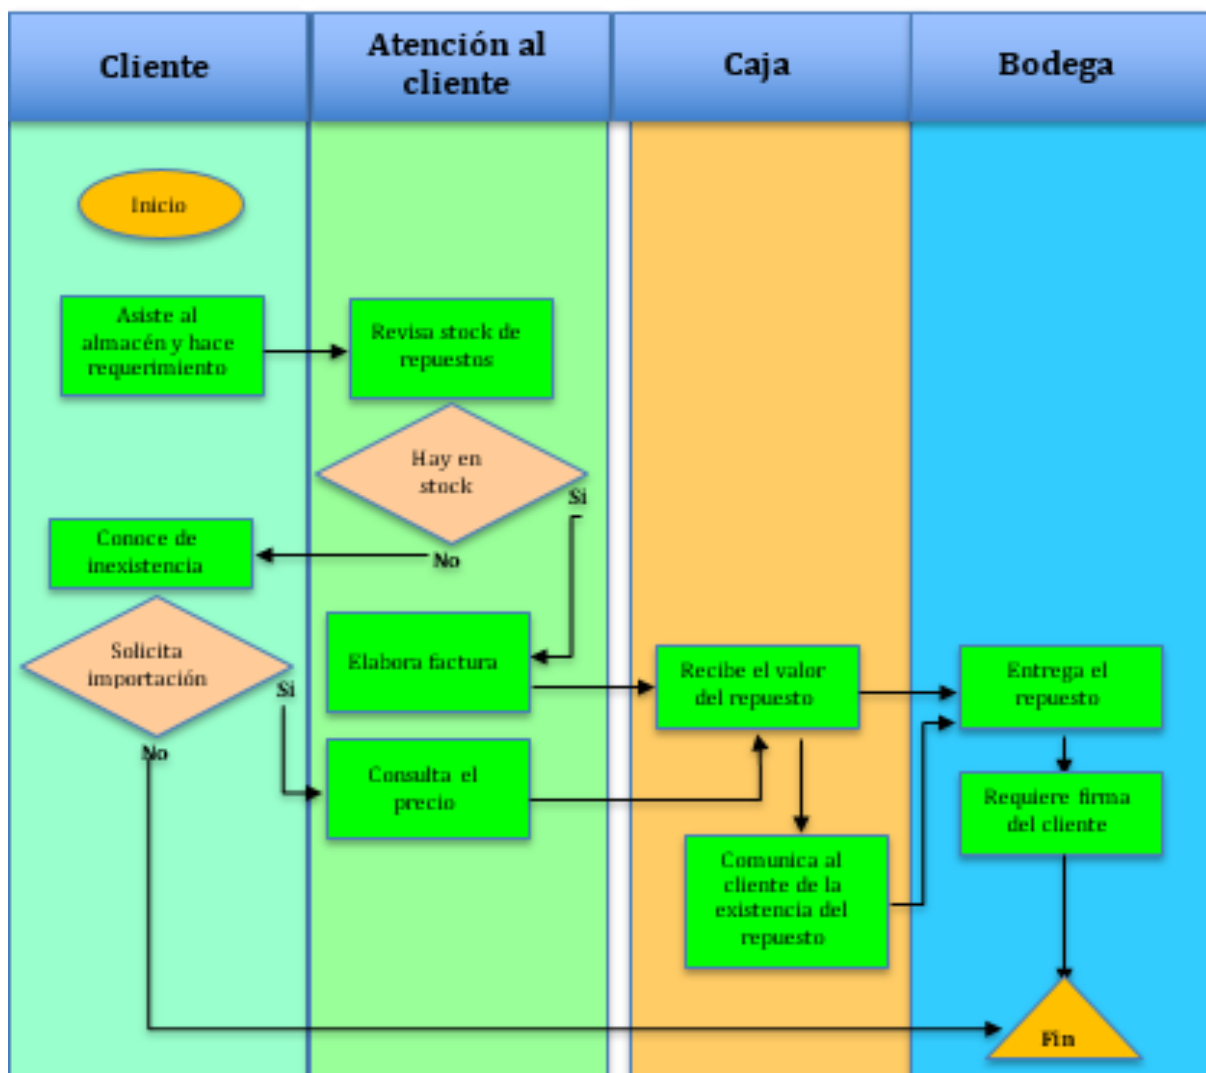 Cliente
Atención al
cliente
Caja
Bodega
Inicio
Asiste al
almacén y hace
requerimiento
Revisa stock de
repuestos
Hay en
stock
Si
No
Conoce de
inexistencia
Solicita
importación
Si
No
Elabora factura
Consulta el
precio
Recibe el valor
del repuesto
Comunica al
cliente de la
existencia del
repuesto
Entrega el
repuesto
Requiere firma
del cliente
Fin